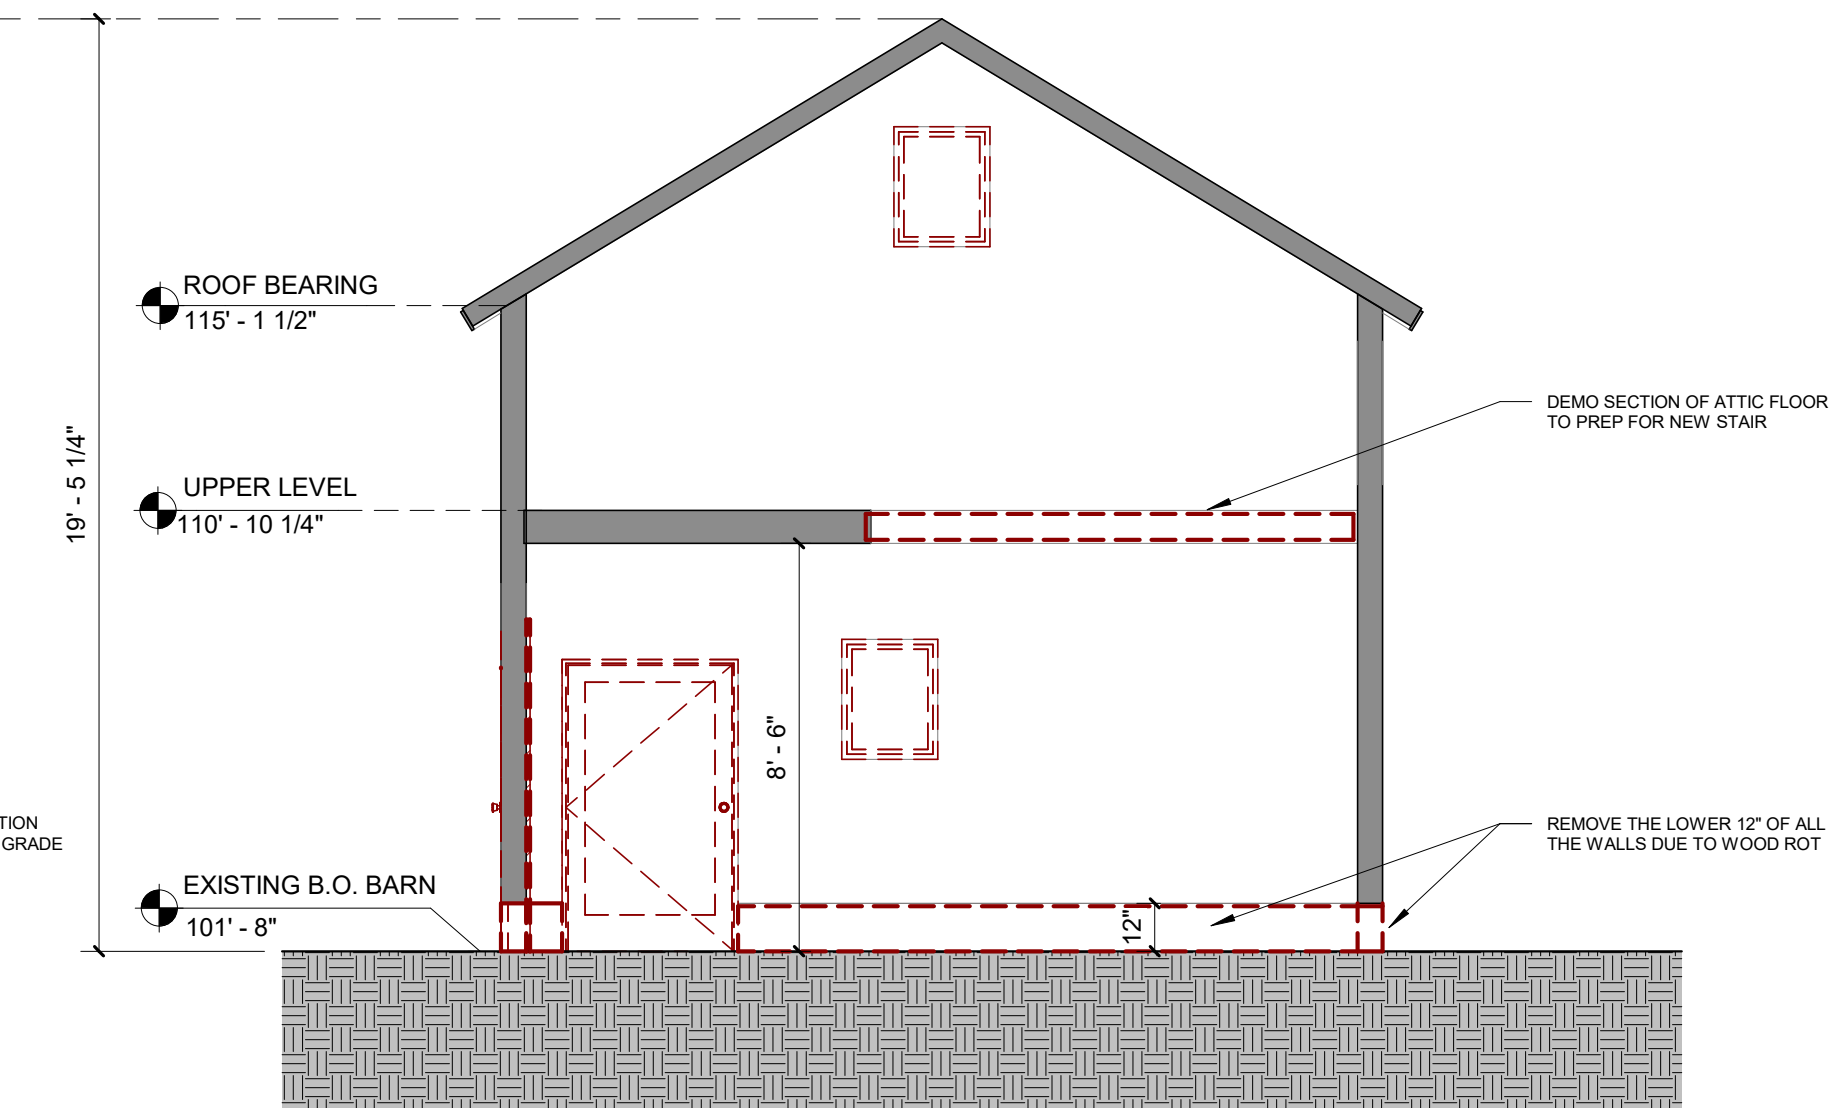 ROOF BEARING
115' - 1 1/2"
DEMO SECTION OF ATTIC FLOOR
TO PREP FOR NEW STAIR
19' - 5 1/4"
UPPER LEVEL
110' - 10 1/4"
8' - 6"
TION
GRADE
REMOVE THE LOWER 12" OF ALL
THE WALLS DUE TO WOOD ROT
EXISTING B.O. BARN
101' - 8"
12"